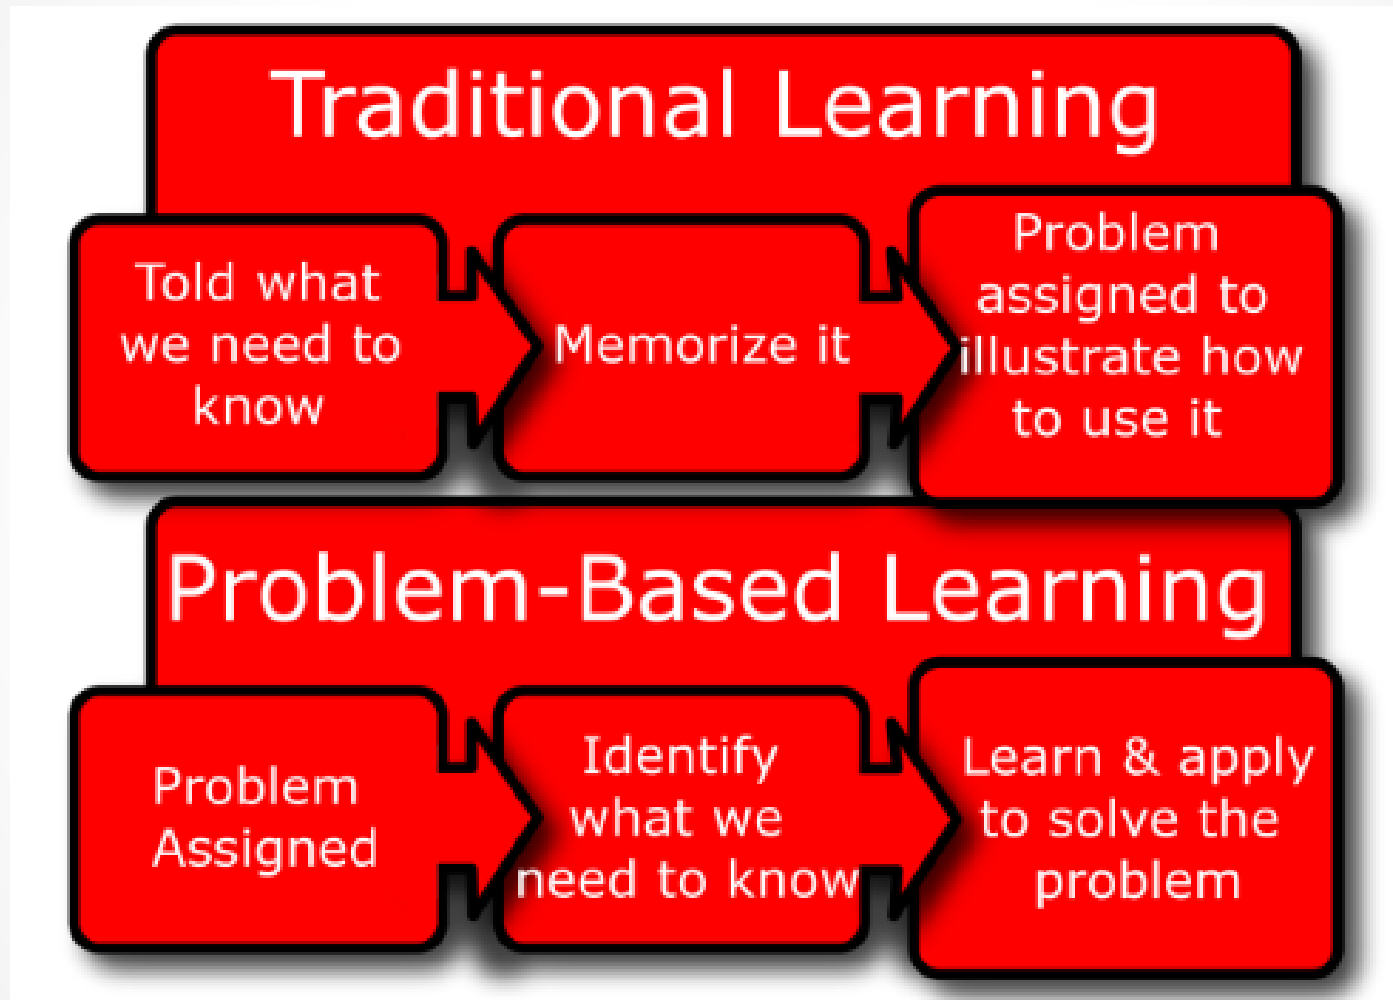 Traditional Learning
Told what
we need to
know
Memorize it
Problem
assigned to
illustrate how
to use it
Problem-Based Learning
Problem
Assigned
Identify
what we
need to know
Learn & apply
to solve the
problem